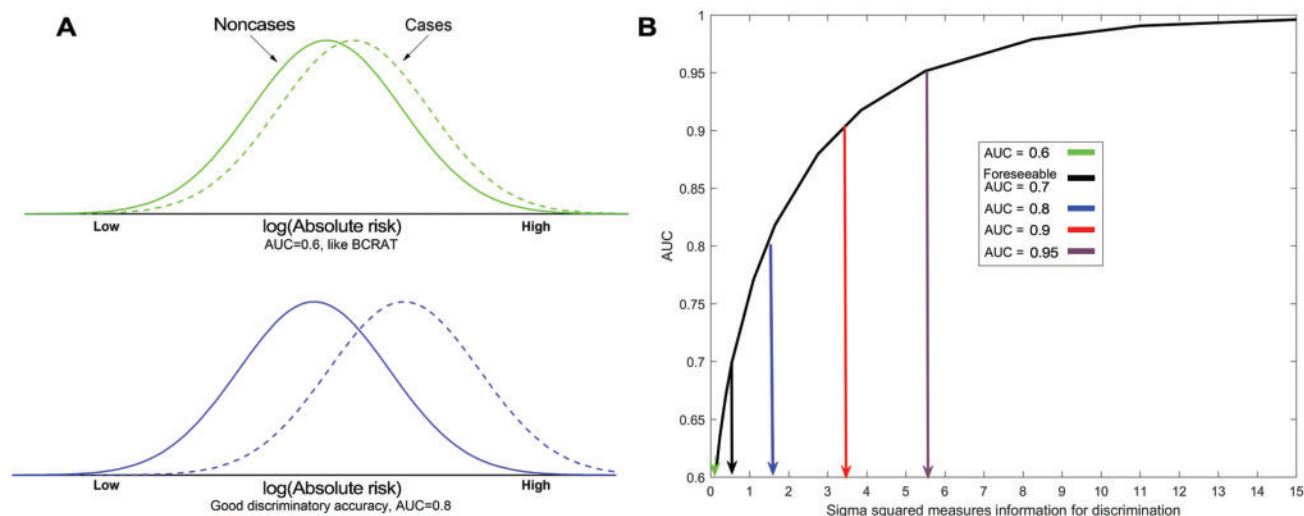 A
Noncases
Cases
Low
log(Absolute risk)
High
AUC=0.6, like BCRAT
Low
log(Absolute risk)
High
Good discriminatory accuracy, AUC=0.8
B
1
0.95
0.9
0.85
0.8
0.75
0.7
0.65
0.6
AUC
AUC = 0.6
Foreseeable
AUC = 0.7
AUC = 0.8
AUC = 0.9
AUC = 0.95
0 1 2 3 4 5 6 7 8 9 10 11 12 13 14 15
Sigma squared measures information for discrimination